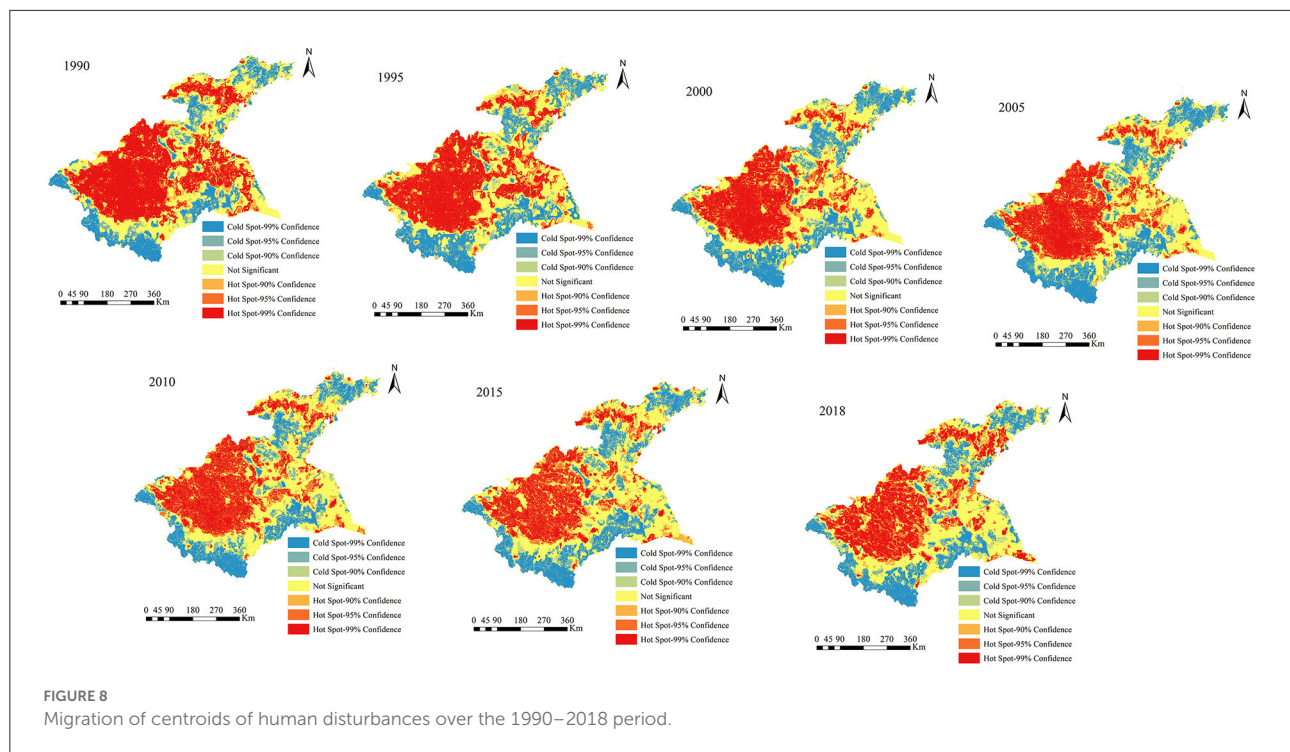 1990
N
Cold Spot-99% Confidence
Cold Spot-95% Confidence
Cold Spot-90% Confidence
Not Significant
Hot Spot-90% Confidence
Hot Spot-95% Confidence
Hot Spot-99% Confidence
0 45 90 180 270 360
Km
1995
N
Cold Spot-99% Confidence
Cold Spot-95% Confidence
Cold Spot-90% Confidence
Not Significant
Hot Spot-90% Confidence
Hot Spot-95% Confidence
Hot Spot-99% Confidence
0 45 90 180 270 360
Km
2000
N
Cold Spot-99% Confidence
Cold Spot-95% Confidence
Cold Spot-90% Confidence
Not Significant
Hot Spot-90% Confidence
Hot Spot-95% Confidence
Hot Spot-99% Confidence
0 45 90 180 270 360
Km
2005
N
Cold Spot-99% Confidence
Cold Spot-95% Confidence
Cold Spot-90% Confidence
Not Significant
Hot Spot-90% Confidence
Hot Spot-95% Confidence
Hot Spot-99% Confidence
0 45 90 180 270 360
Km
2010
N
Cold Spot-99% Confidence
Cold Spot-95% Confidence
Cold Spot-90% Confidence
Not Significant
Hot Spot-90% Confidence
Hot Spot-95% Confidence
Hot Spot-99% Confidence
0 45 90 180 270 360
Km
2015
N
Cold Spot-99% Confidence
Cold Spot-95% Confidence
Cold Spot-90% Confidence
Not Significant
Hot Spot-90% Confidence
Hot Spot-95% Confidence
Hot Spot-99% Confidence
0 45 90 180 270 360
Km
2018
N
Cold Spot-99% Confidence
Cold Spot-95% Confidence
Cold Spot-90% Confidence
Not Significant
Hot Spot-90% Confidence
Hot Spot-95% Confidence
Hot Spot-99% Confidence
0 45 90 180 270 360
Km
FIGURE 8
Migration of centroids of human disturbances over the 1990–2018 period.